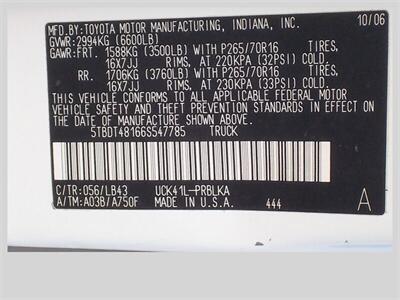 MFD.BY:TOYOTA MOTOR MANUFACTURING, INDIANA, INC. 10/06
GVWR:2994KG (6600LB)
GAWR:FRT. 1588KG (3500LB) WITH P265/70R16 TIRES,
16X7JJ RIMS, AT 220KPA (32PSI) COLD.
RR. 1706KG (3760LB) WITH P265/70R16 TIRES,
16X7JJ RIMS, AT 230KPA (33PSI) COLD.
THIS VEHICLE CONFORMS TO ALL APPLICABLE FEDERAL MOTOR
VEHICLE SAFETY STANDARDS IN EFFECT ON THE DATE OF
MANUFACTURE SHOWN ABOVE.
5TBDT48166S547785 TRUCK
C/TR:056/LB43 UCK41L-PRBLKA A
A/TM:A03B/A750F MADE IN U.S.A. 444